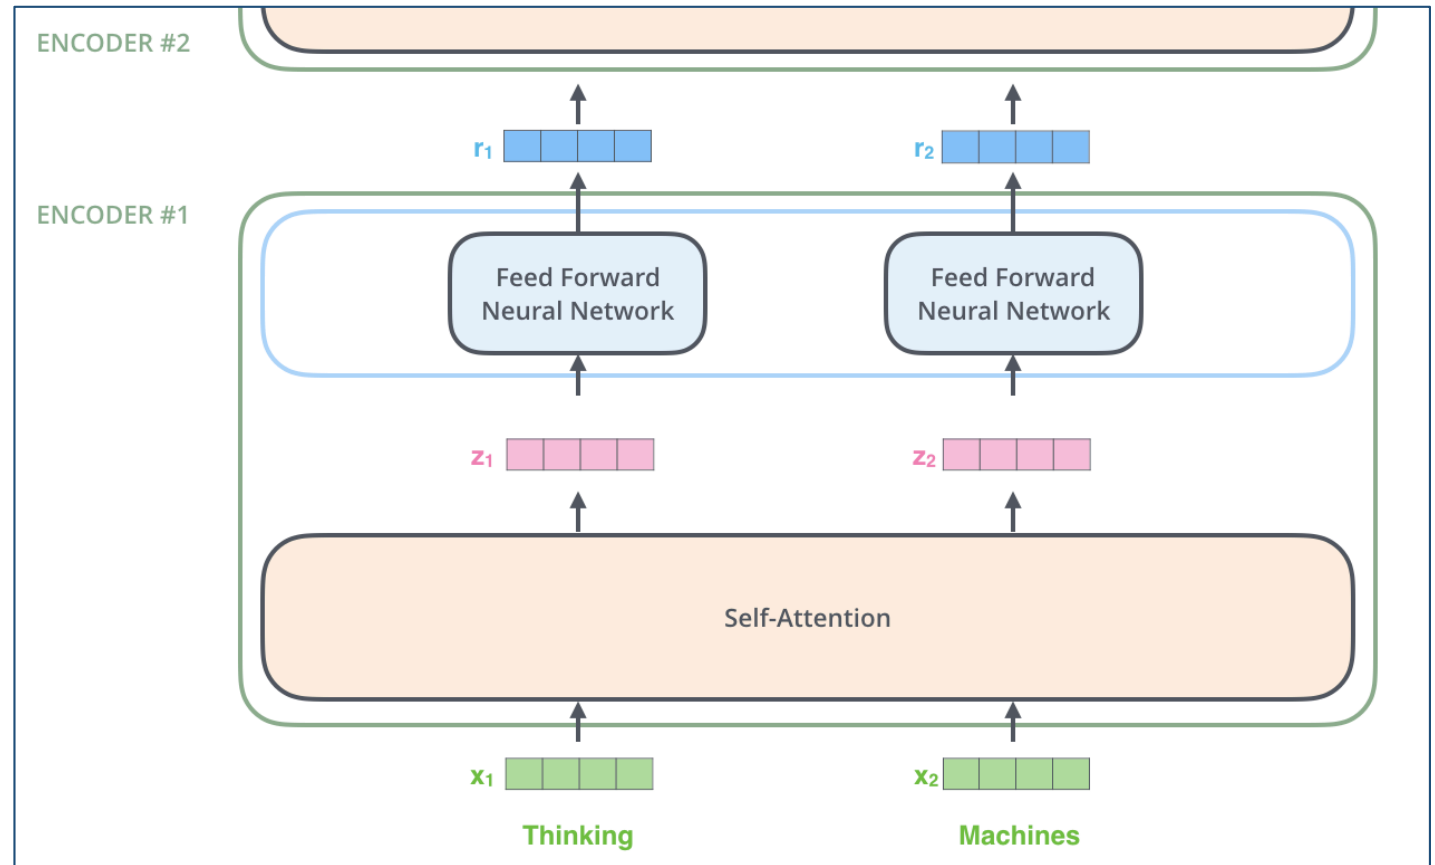 ENCODER #2
r₁
r₂
ENCODER #1
Feed Forward
Neural Network
Feed Forward
Neural Network
z₁
z₂
Self-Attention
x₁
x₂
Thinking
Machines